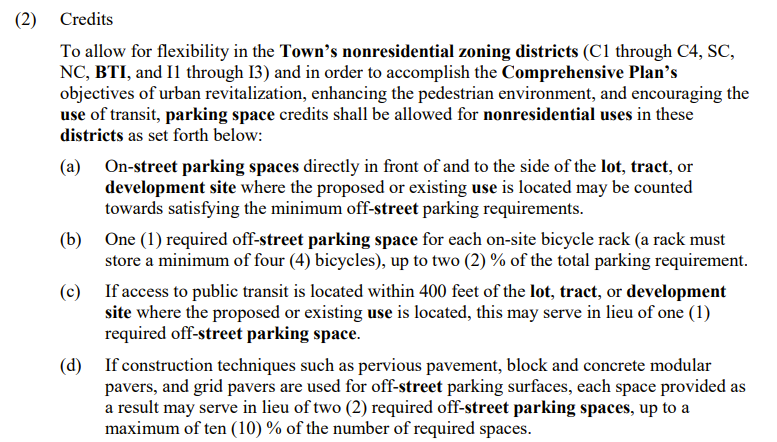 (2) Credits
To allow for flexibility in the Town’s nonresidential zoning districts (C1 through C4, SC,
NC, BTI, and I1 through I3) and in order to accomplish the Comprehensive Plan’s
objectives of urban revitalization, enhancing the pedestrian environment, and encouraging the
use of transit, parking space credits shall be allowed for nonresidential uses in these
districts as set forth below:
(a) On-street parking spaces directly in front of and to the side of the lot, tract, or
development site where the proposed or existing use is located may be counted
towards satisfying the minimum off-street parking requirements.
(b) One (1) required off-street parking space for each on-site bicycle rack (a rack must
store a minimum of four (4) bicycles), up to two (2) % of the total parking requirement.
(c) If access to public transit is located within 400 feet of the lot, tract, or development
site where the proposed or existing use is located, this may serve in lieu of one (1)
required off-street parking space.
(d) If construction techniques such as pervious pavement, block and concrete modular
pavers, and grid pavers are used for off-street parking surfaces, each space provided as
a result may serve in lieu of two (2) required off-street parking spaces, up to a
maximum of ten (10) % of the number of required spaces.